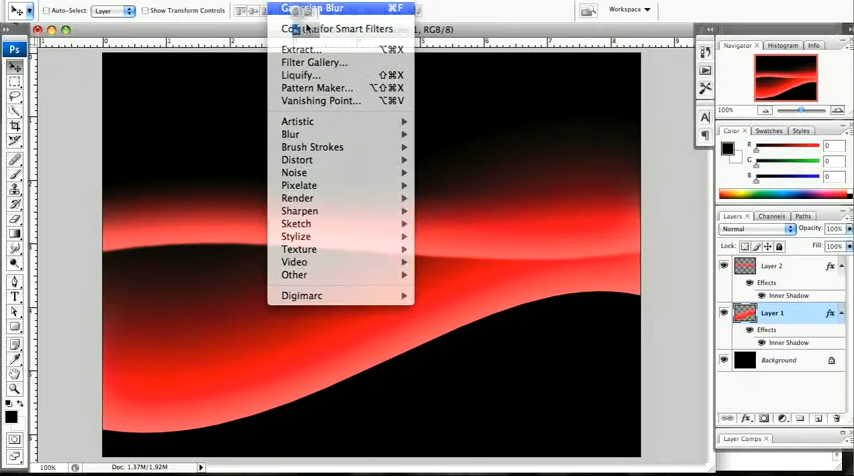 Auto-Select: Layer Show Transform Controls Workspace
Gaussian Blur ⌘F
for Smart Filters
Extract... ⌥⌘X
Filter Gallery...
Liquify... ⇧⌘X
Pattern Maker... ⌥⇧⌘X
Vanishing Point... ⌥⌘V
Artistic
Blur
Brush Strokes
Distort
Noise
Pixelate
Render
Sharpen
Sketch
Stylize
Texture
Video
Other
Digimarc
1, RGB/8)
Ps
Navigator Histogram Info
100%
Color Swatches Styles
R 0
G 0
B 0
Layers Channels Paths
Normal Opacity: 100%
Lock: Fill: 100%
Layer 2 fx
Effects
Inner Shadow
Layer 1 fx
Effects
Inner Shadow
Background
Layer Comps
100% Doc: 1.37M/1.92M